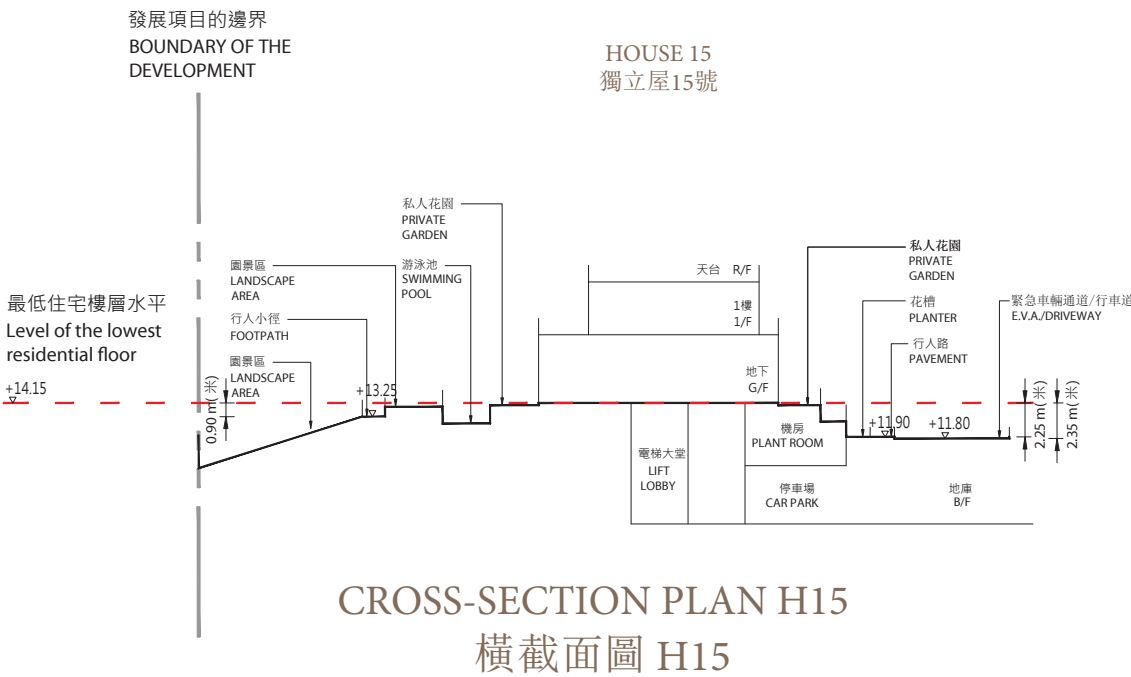 發展項目的邊界
BOUNDARY OF THE
DEVELOPMENT
HOUSE 15
獨立屋15號
最低住宅樓層水平
Level of the lowest
residential floor
+14.15
0.90 m(米)
園景區
LANDSCAPE
AREA
行人小徑
FOOTPATH
園景區
LANDSCAPE
AREA
+13.25
私人花園
PRIVATE
GARDEN
游泳池
SWIMMING
POOL
天台 R/F
1樓
1/F
地下
G/F
電梯大堂
LIFT
LOBBY
機房
PLANT ROOM
停車場
CAR PARK
地庫
B/F
私人花園
PRIVATE
GARDEN
花槽
PLANTER
行人路
PAVEMENT
緊急車輛通道/行車道
E.V.A./DRIVEWAY
+11.90
+11.80
2.25 m(米)
2.35 m(米)
CROSS-SECTION PLAN H15
橫截面圖 H15